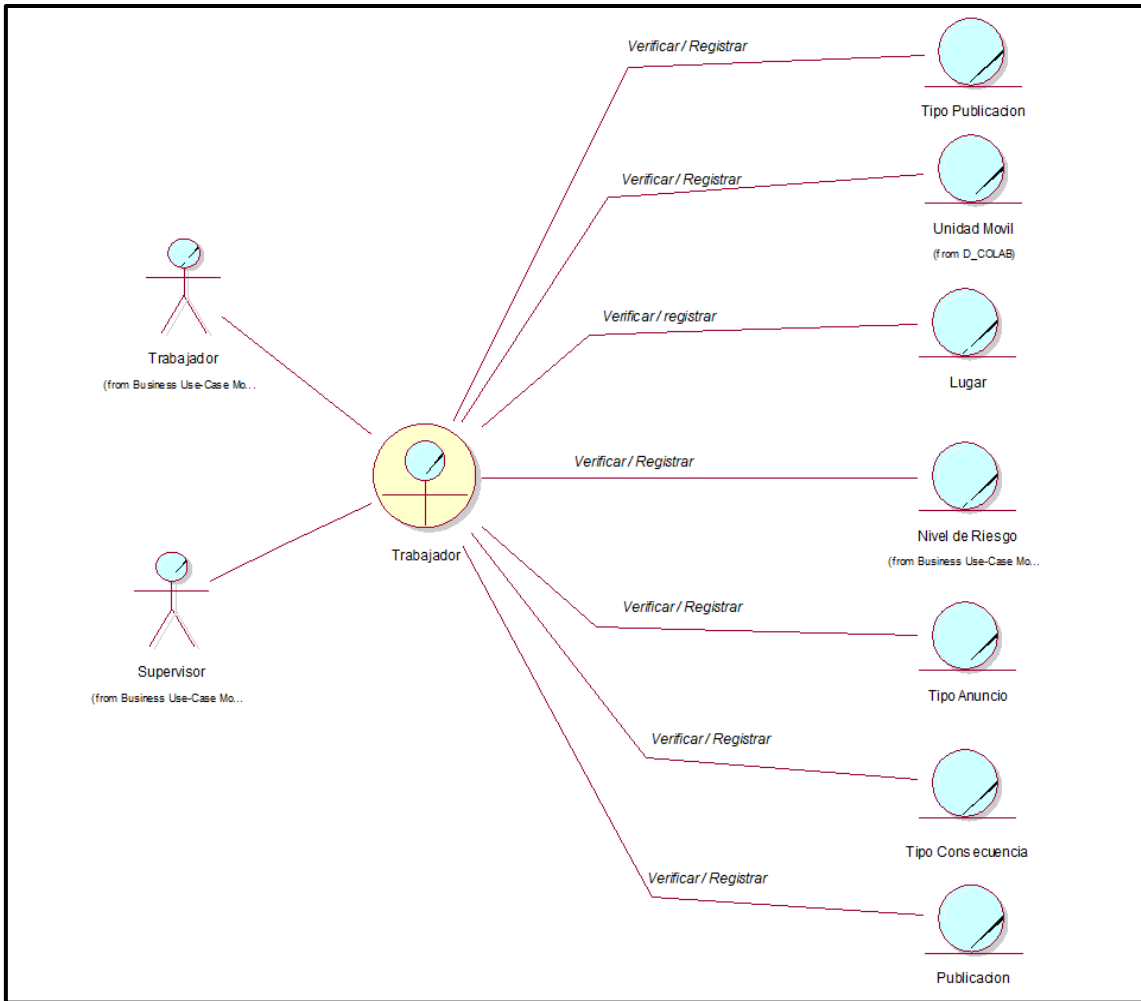 Verificar / Registrar
Tipo Publicacion
Verificar / Registrar
Unidad Movil
(from D_COLAB)
Verificar / registrar
Lugar
Trabajador
(from Business Use-Case Mo...
Verificar / Registrar
Nivel de Riesgo
(from Business Use-Case Mo...
Trabajador
Supervisor
(from Business Use-Case Mo...
Verificar / Registrar
Tipo Anuncio
Verificar / Registrar
Tipo Consecuencia
Verificar / Registrar
Publicacion